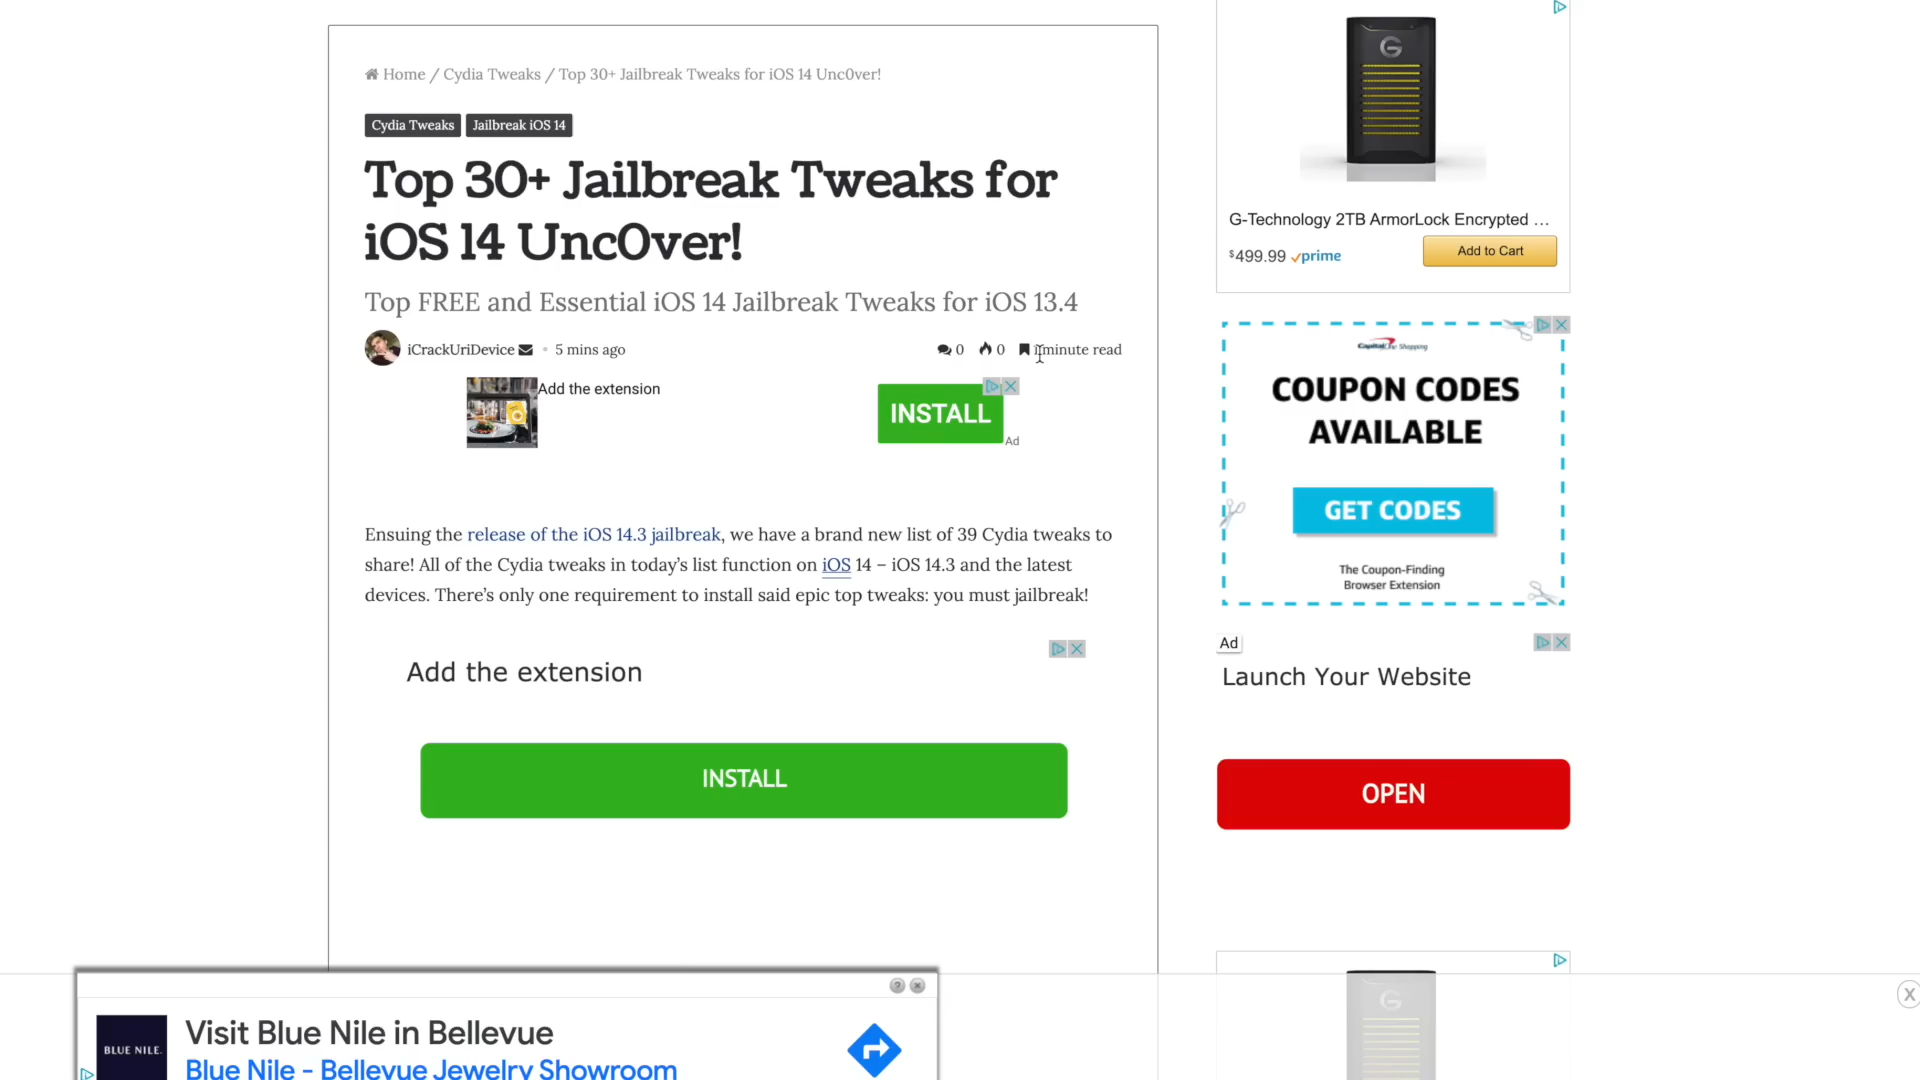 Home / Cydia Tweaks / Top 30+ Jailbreak Tweaks for iOS 14 Unc0ver!
Cydia Tweaks Jailbreak iOS 14
Top 30+ Jailbreak Tweaks for
iOS 14 Unc0ver!
Top FREE and Essential iOS 14 Jailbreak Tweaks for iOS 13.4
iCrackUriDevice • 5 mins ago
0 0 1 minute read
Add the extension
INSTALL
Ad
Ensuing the release of the iOS 14.3 jailbreak, we have a brand new list of 39 Cydia tweaks to
share! All of the Cydia tweaks in today's list function on iOS 14 – iOS 14.3 and the latest
devices. There's only one requirement to install said epic top tweaks: you must jailbreak!
Add the extension
INSTALL
G
G-Technology 2TB ArmorLock Encrypted ...
$499.99 prime
Add to Cart
Capital One Shopping
COUPON CODES
AVAILABLE
GET CODES
The Coupon-Finding
Browser Extension
Ad
Launch Your Website
OPEN
G
X
BLUE NILE.
Visit Blue Nile in Bellevue
Blue Nile - Bellevue Jewelry Showroom